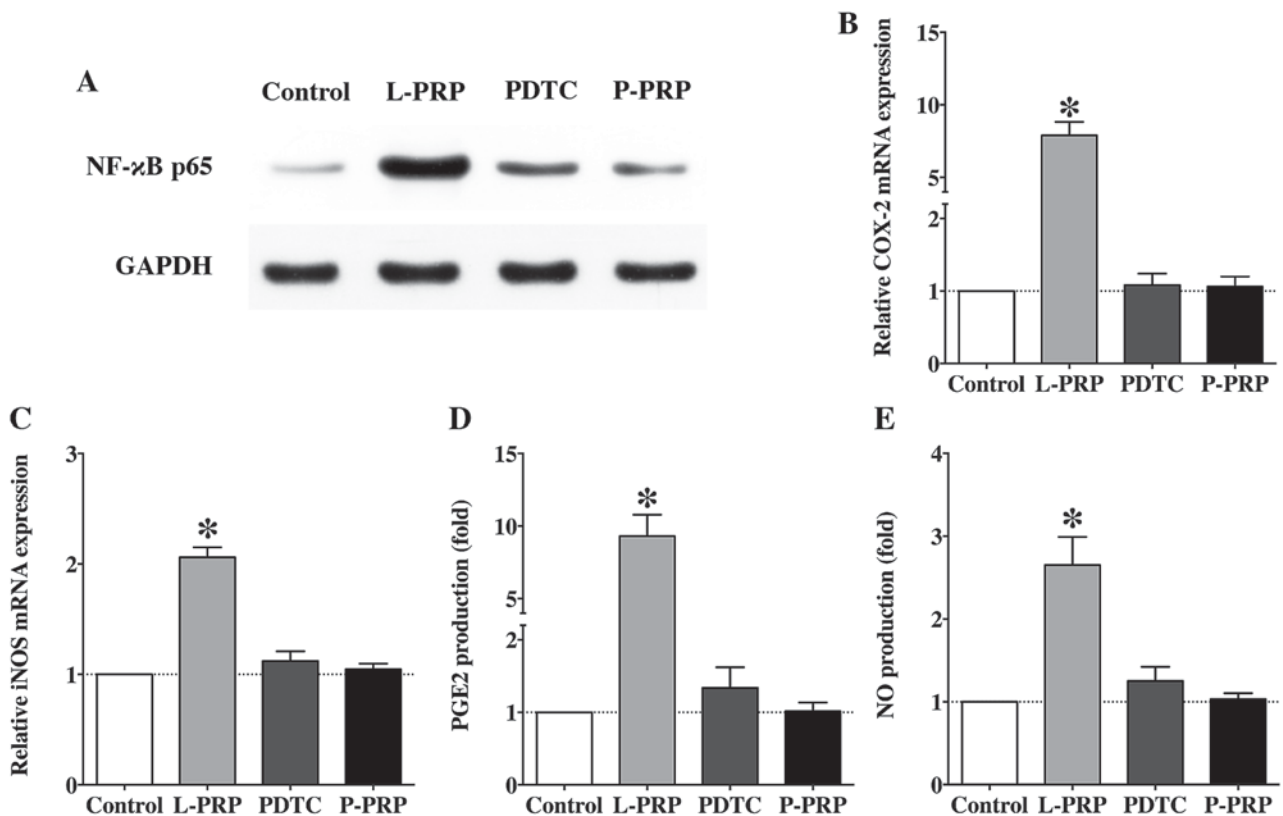 A
Control L-PRP PDTC P-PRP
NF-ϰB p65
GAPDH
B
Relative COX-2 mRNA expression
15
10
5
2
1
0
*
Control L-PRP PDTC P-PRP
C
Relative iNOS mRNA expression
3
2
1
0
*
Control L-PRP PDTC P-PRP
D
PGE2 production (fold)
15
10
5
2
1
0
*
Control L-PRP PDTC P-PRP
E
NO production (fold)
4
3
2
1
0
*
Control L-PRP PDTC P-PRP